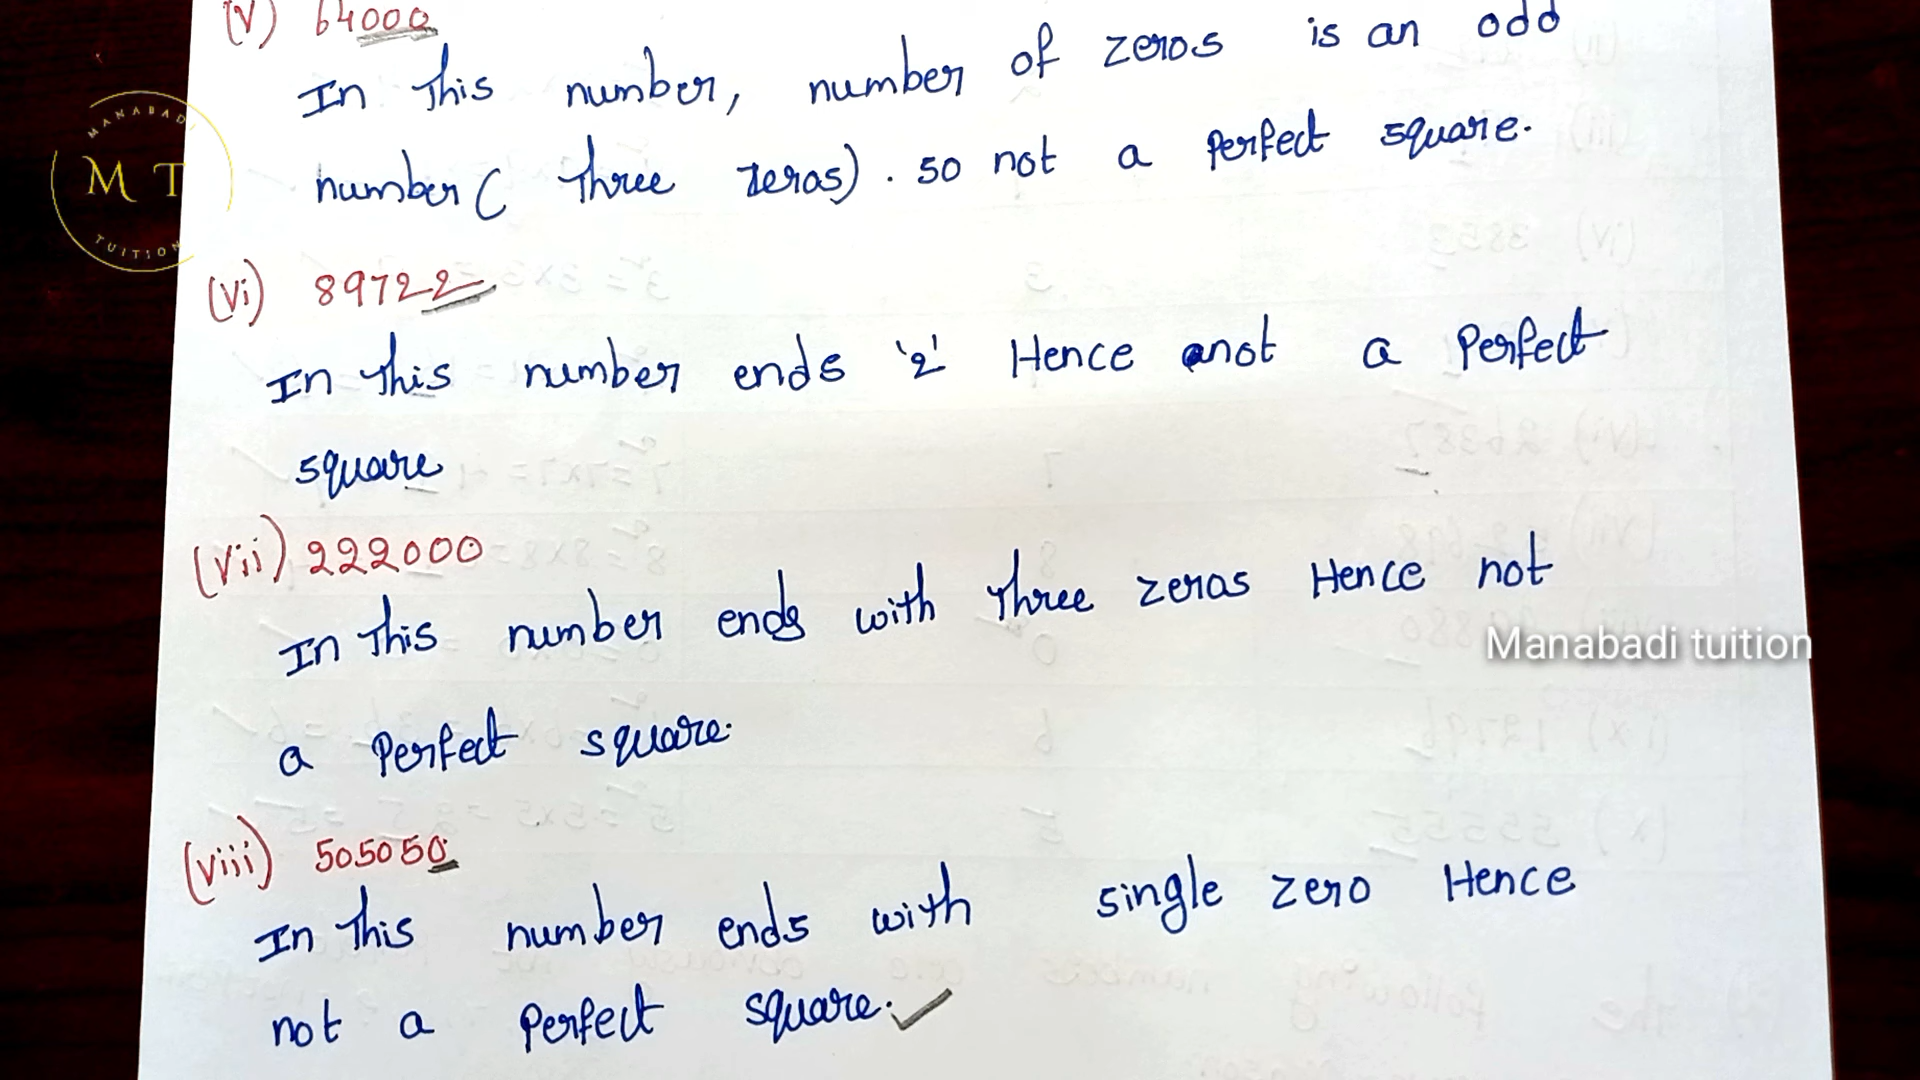 (v) 64000
In this number, number of zeros is an odd
number ( three zeros). so not a perfect square.
(vi) 89722
In this number ends '2' Hence not a perfect
square
(vii) 222000
In this number ends with three zeros Hence not
a perfect square.
(viii) 505050
In this number ends with single zero Hence
not a perfect square.
MANABADI
MT
TUITION
Manabadi tuition